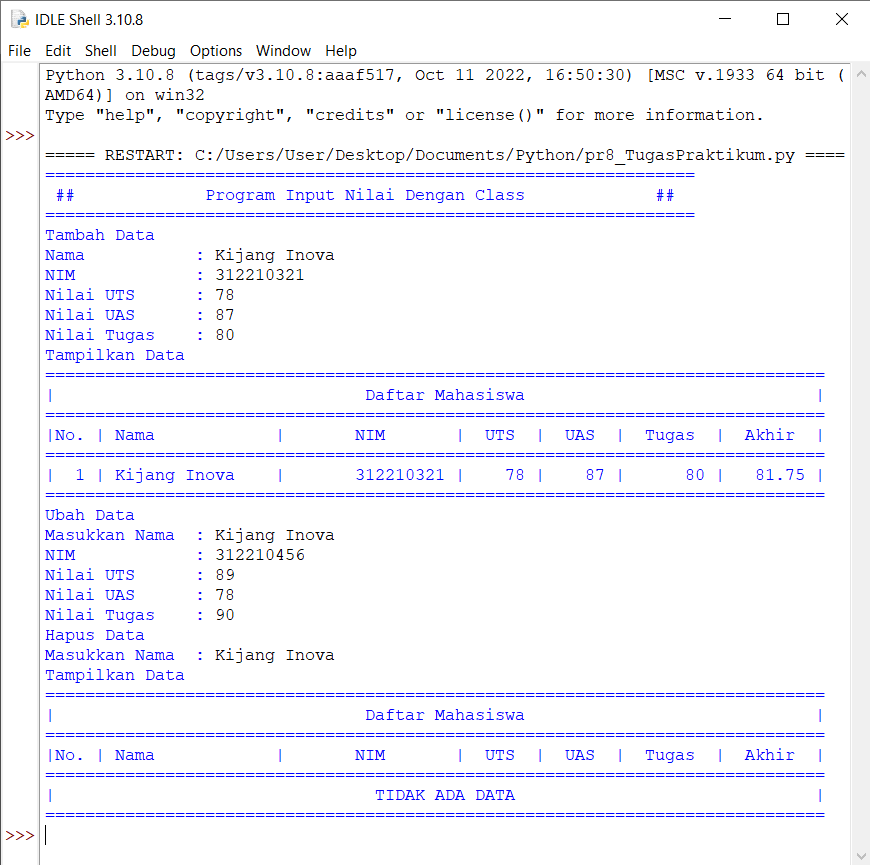 IDLE Shell 3.10.8
File Edit Shell Debug Options Window Help
Python 3.10.8 (tags/v3.10.8:aaaf517, Oct 11 2022, 16:50:30) [MSC v.1933 64 bit (
AMD64)] on win32
Type "help", "copyright", "credits" or "license()" for more information.
>>>
===== RESTART: C:/Users/User/Desktop/Documents/Python/pr8_TugasPraktikum.py ====
=================================================================
 ##             Program Input Nilai Dengan Class             ##
=================================================================
Tambah Data
Nama           : Kijang Inova
NIM            : 312210321
Nilai UTS      : 78
Nilai UAS      : 87
Nilai Tugas    : 80
Tampilkan Data
==============================================================================
|                               Daftar Mahasiswa                             |
==============================================================================
|No. | Nama            |       NIM       |  UTS  |  UAS  |  Tugas  |  Akhir  |
==============================================================================
|  1 | Kijang Inova    |       312210321 |    78 |    87 |      80 |   81.75 |
==============================================================================
Ubah Data
Masukkan Nama  : Kijang Inova
NIM            : 312210456
Nilai UTS      : 89
Nilai UAS      : 78
Nilai Tugas    : 90
Hapus Data
Masukkan Nama  : Kijang Inova
Tampilkan Data
==============================================================================
|                               Daftar Mahasiswa                             |
==============================================================================
|No. | Nama            |       NIM       |  UTS  |  UAS  |  Tugas  |  Akhir  |
==============================================================================
|                                TIDAK ADA DATA                              |
==============================================================================
>>>